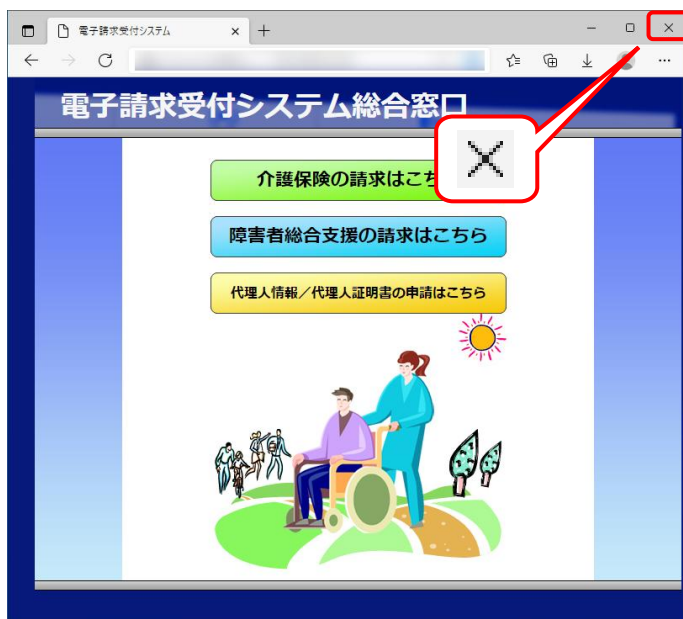 電子請求受付システム
電子請求受付システム総合窓口
介護保険の請求はこち
障害者総合支援の請求はこちら
代理人情報／代理人証明書の申請はこちら